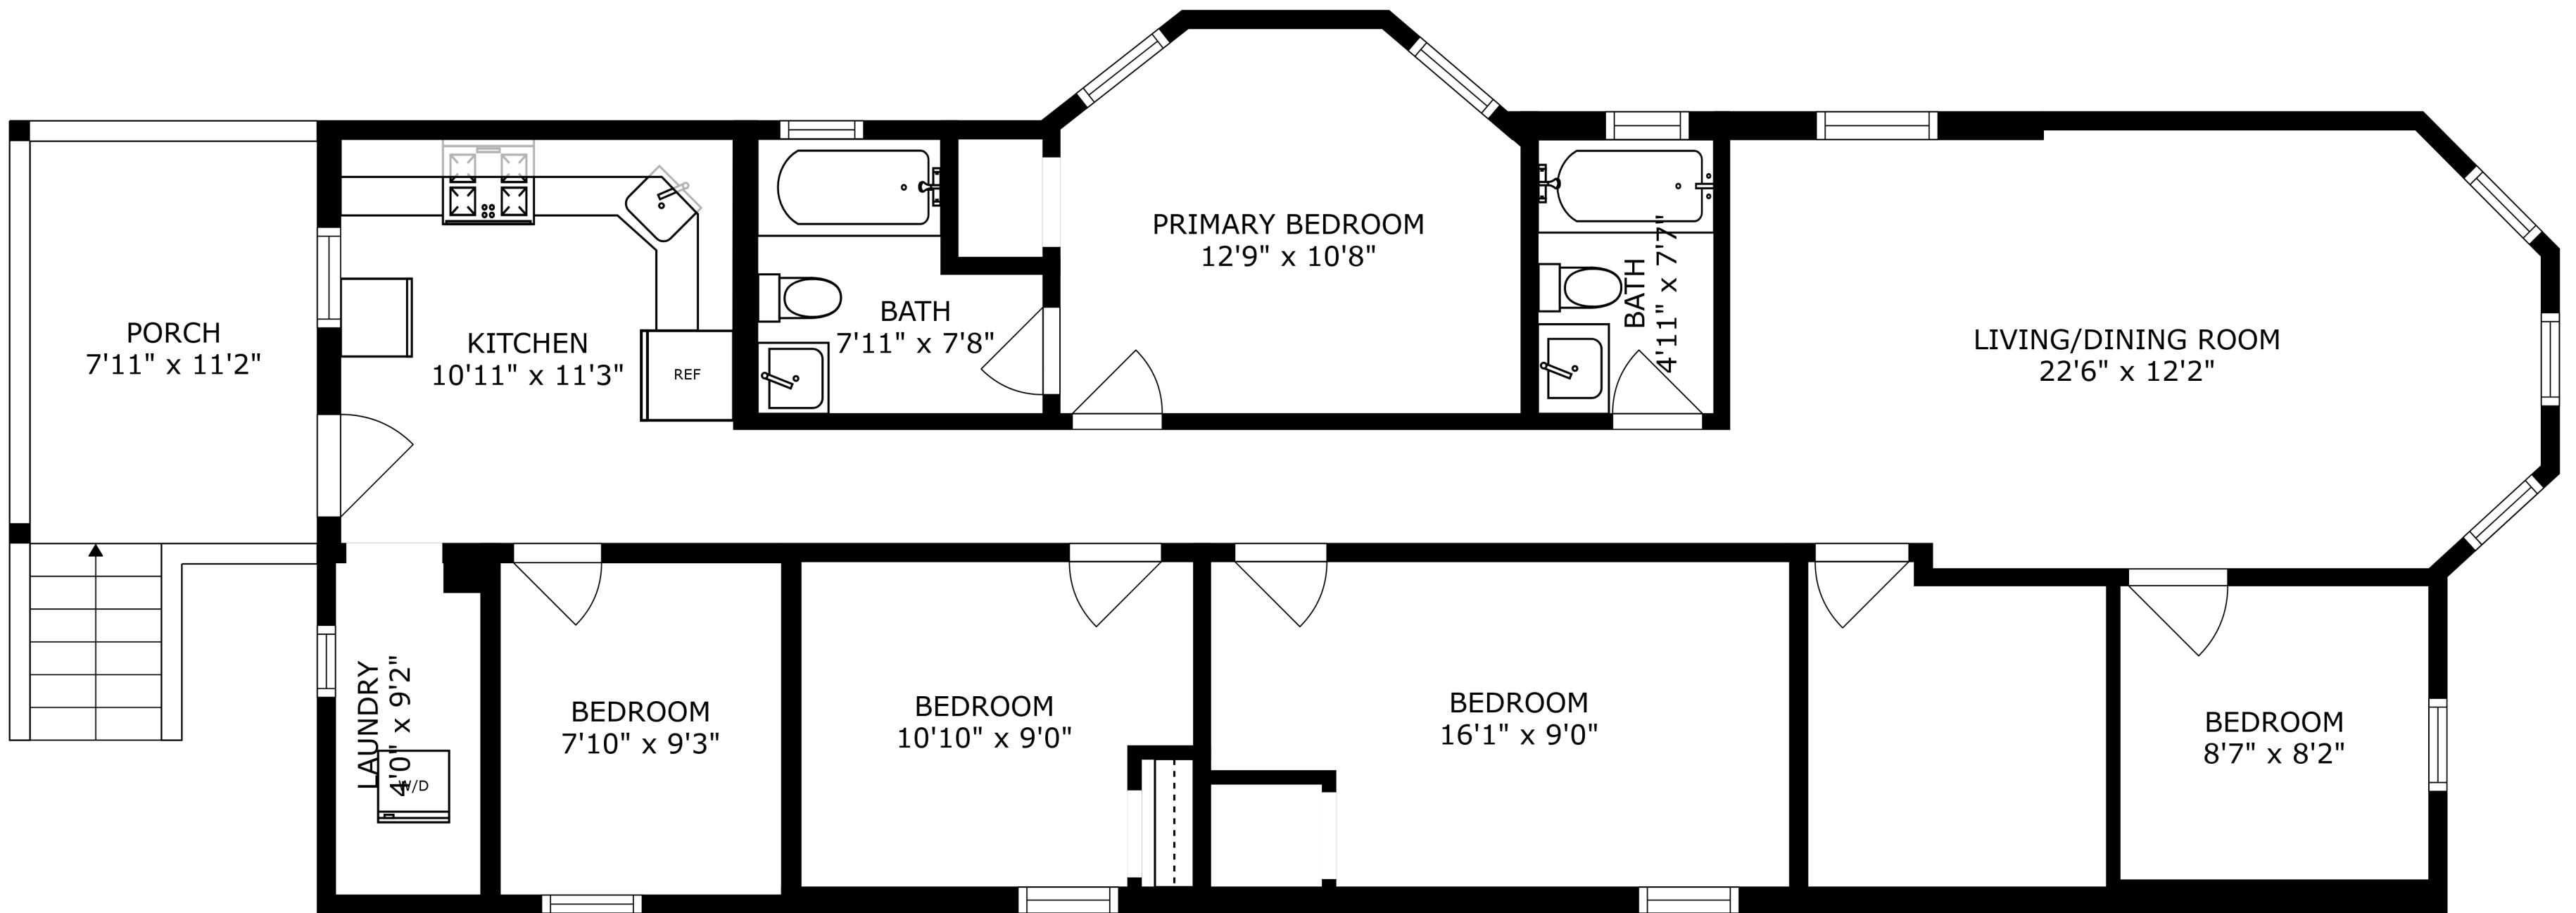 PRIMARY BEDROOM
12'9" x 10'8"
PORCH
7'11" x 11'2"
KITCHEN
10'11" x 11'3"
REF
BATH
7'11" x 7'8"
BATH
4'11" x 7'7"
LIVING/DINING ROOM
22'6" x 12'2"
LAUNDRY
4'0" x 9'2"
W/D
BEDROOM
7'10" x 9'3"
BEDROOM
10'10" x 9'0"
BEDROOM
16'1" x 9'0"
BEDROOM
8'7" x 8'2"